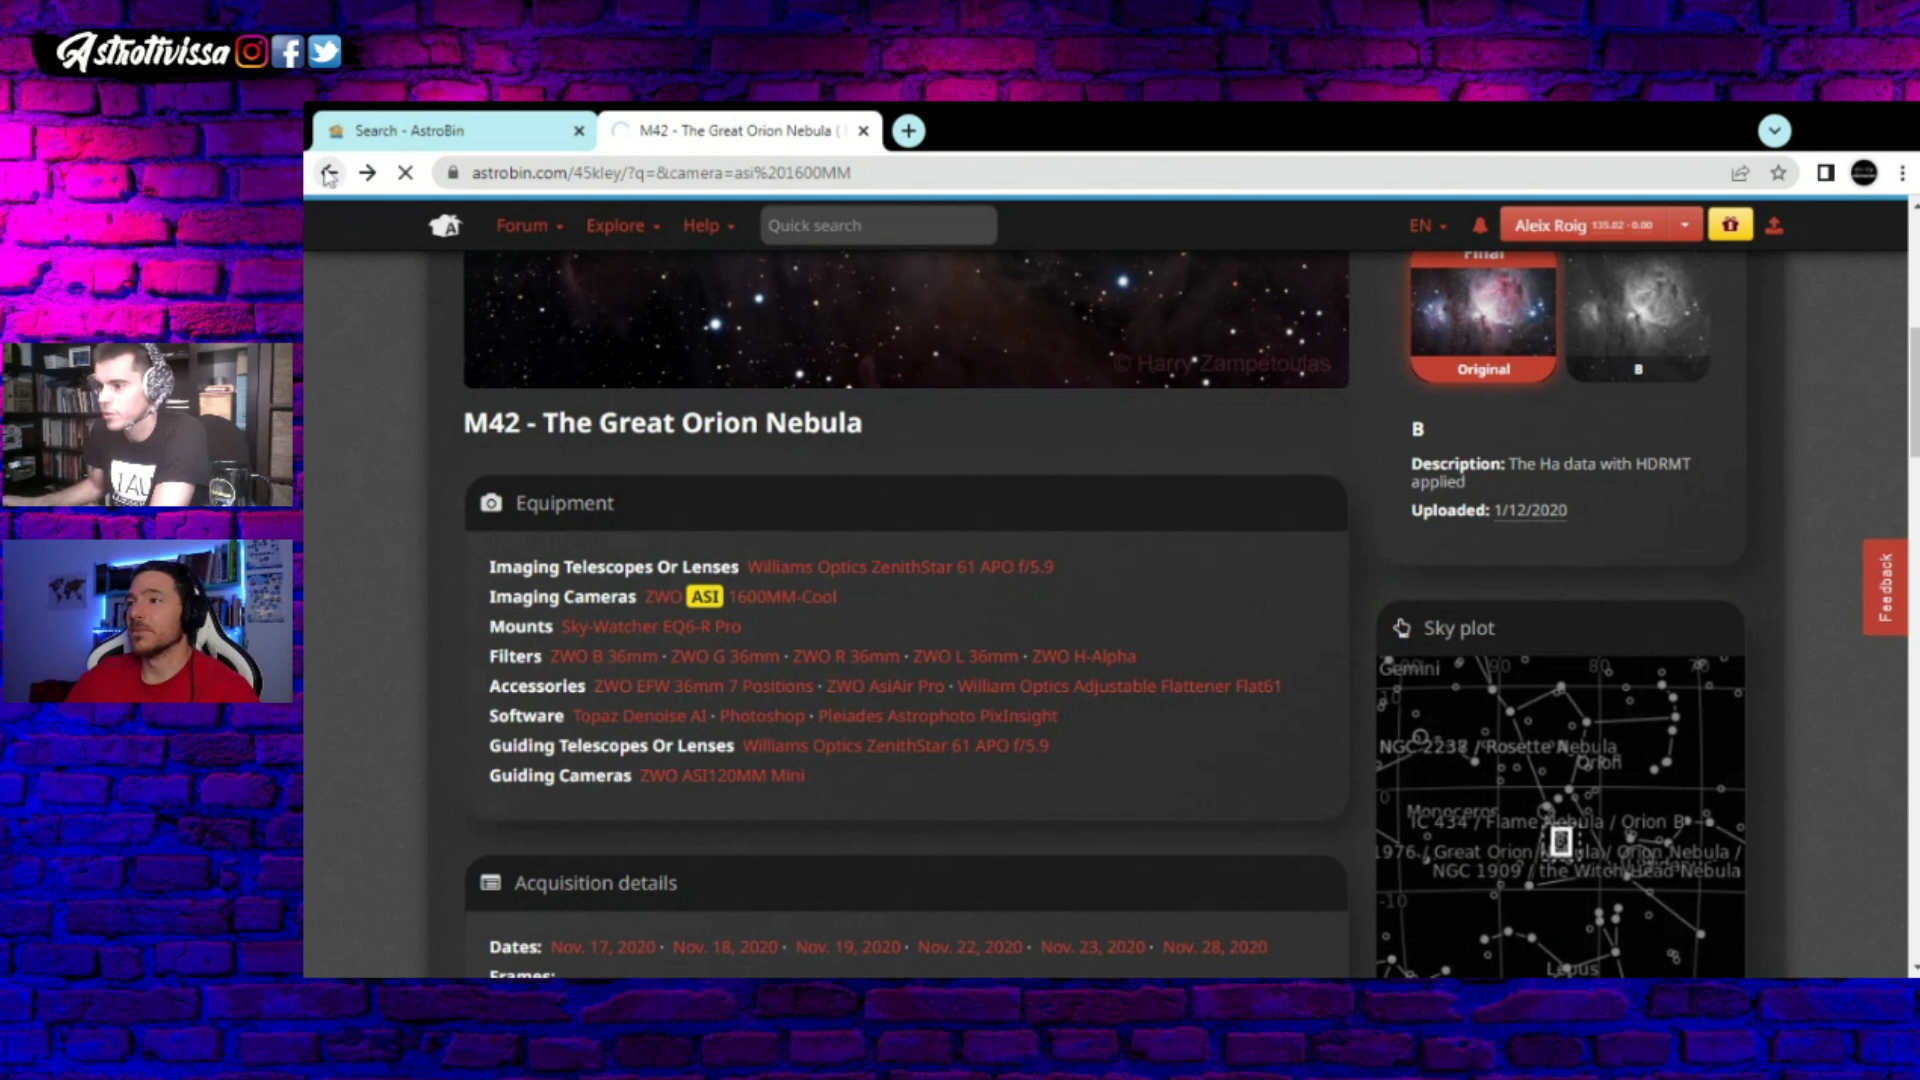 Astrotivissa
Search - AstroBin
M42 - The Great Orion Nebula (
astrobin.com/45kley/?q=&camera=asi%201600MM
Forum
Explore
Help
Quick search
EN
Aleix Roig 135.82 - 0.00
© Harry Zampetoulas
Final
Original
B
M42 - The Great Orion Nebula
B
Description: The Ha data with HDRMT
applied
Uploaded: 1/12/2020
Equipment
Imaging Telescopes Or Lenses Williams Optics ZenithStar 61 APO f/5.9
Imaging Cameras ZWO ASI 1600MM-Cool
Mounts Sky-Watcher EQ6-R Pro
Filters ZWO B 36mm · ZWO G 36mm · ZWO R 36mm · ZWO L 36mm · ZWO H-Alpha
Accessories ZWO EFW 36mm 7 Positions · ZWO AsiAir Pro · William Optics Adjustable Flattener Flat61
Software Topaz Denoise AI · Photoshop · Pleiades Astrophoto PixInsight
Guiding Telescopes Or Lenses Williams Optics ZenithStar 61 APO f/5.9
Guiding Cameras ZWO ASI120MM Mini
Feedback
Sky plot
Gemini
90
80
70
10
NGC 2238 / Rosette Nebula
Orion
0
Monoceros
IC 434 / Flame Nebula / Orion B
1976 / Great Orion Nebula / Orion Nebula /
NGC 1909 / the Witch Head Nebula
-10
Lepus
Acquisition details
Dates: Nov. 17, 2020 · Nov. 18, 2020 · Nov. 19, 2020 · Nov. 22, 2020 · Nov. 23, 2020 · Nov. 28, 2020
Frames: